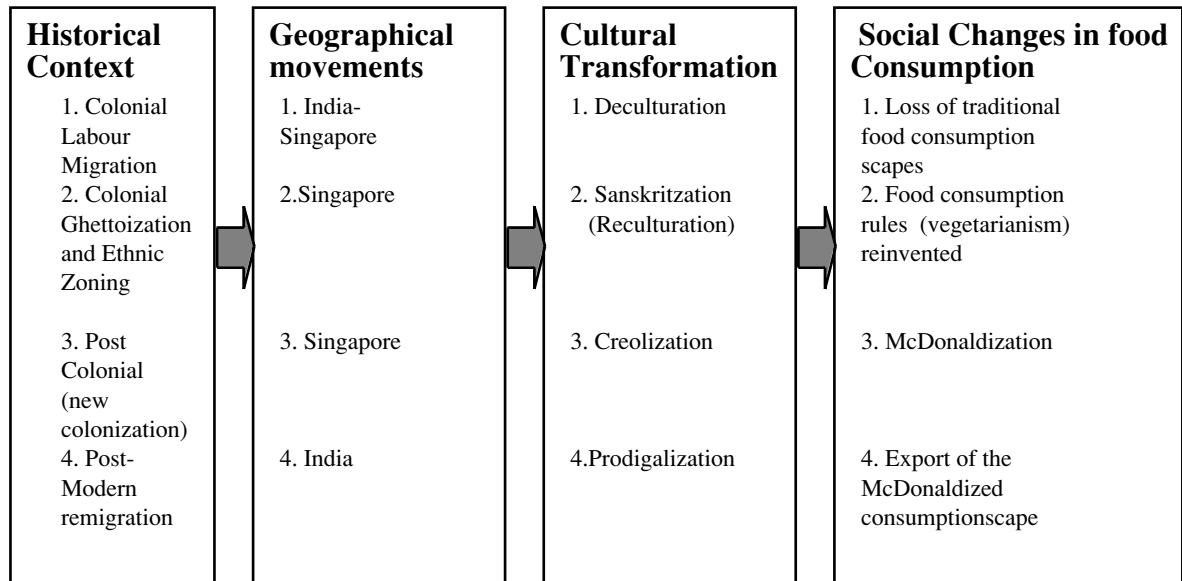 Historical
Context
1. Colonial
Labour
Migration
2. Colonial
Ghettoization
and Ethnic
Zoning
3. Post
Colonial
(new
colonization)
4. Post-
Modern
remigration
Geographical
movements
1. India-
Singapore
2.Singapore
3. Singapore
4. India
Cultural
Transformation
1. Deculturation
2. Sanskritzation
(Reculturation)
3. Creolization
4.Prodigalization
Social Changes in food
Consumption
1. Loss of traditional
food consumption
scapes
2. Food consumption
rules (vegetarianism)
reinvented
3. McDonaldization
4. Export of the
McDonaldized
consumptionscape